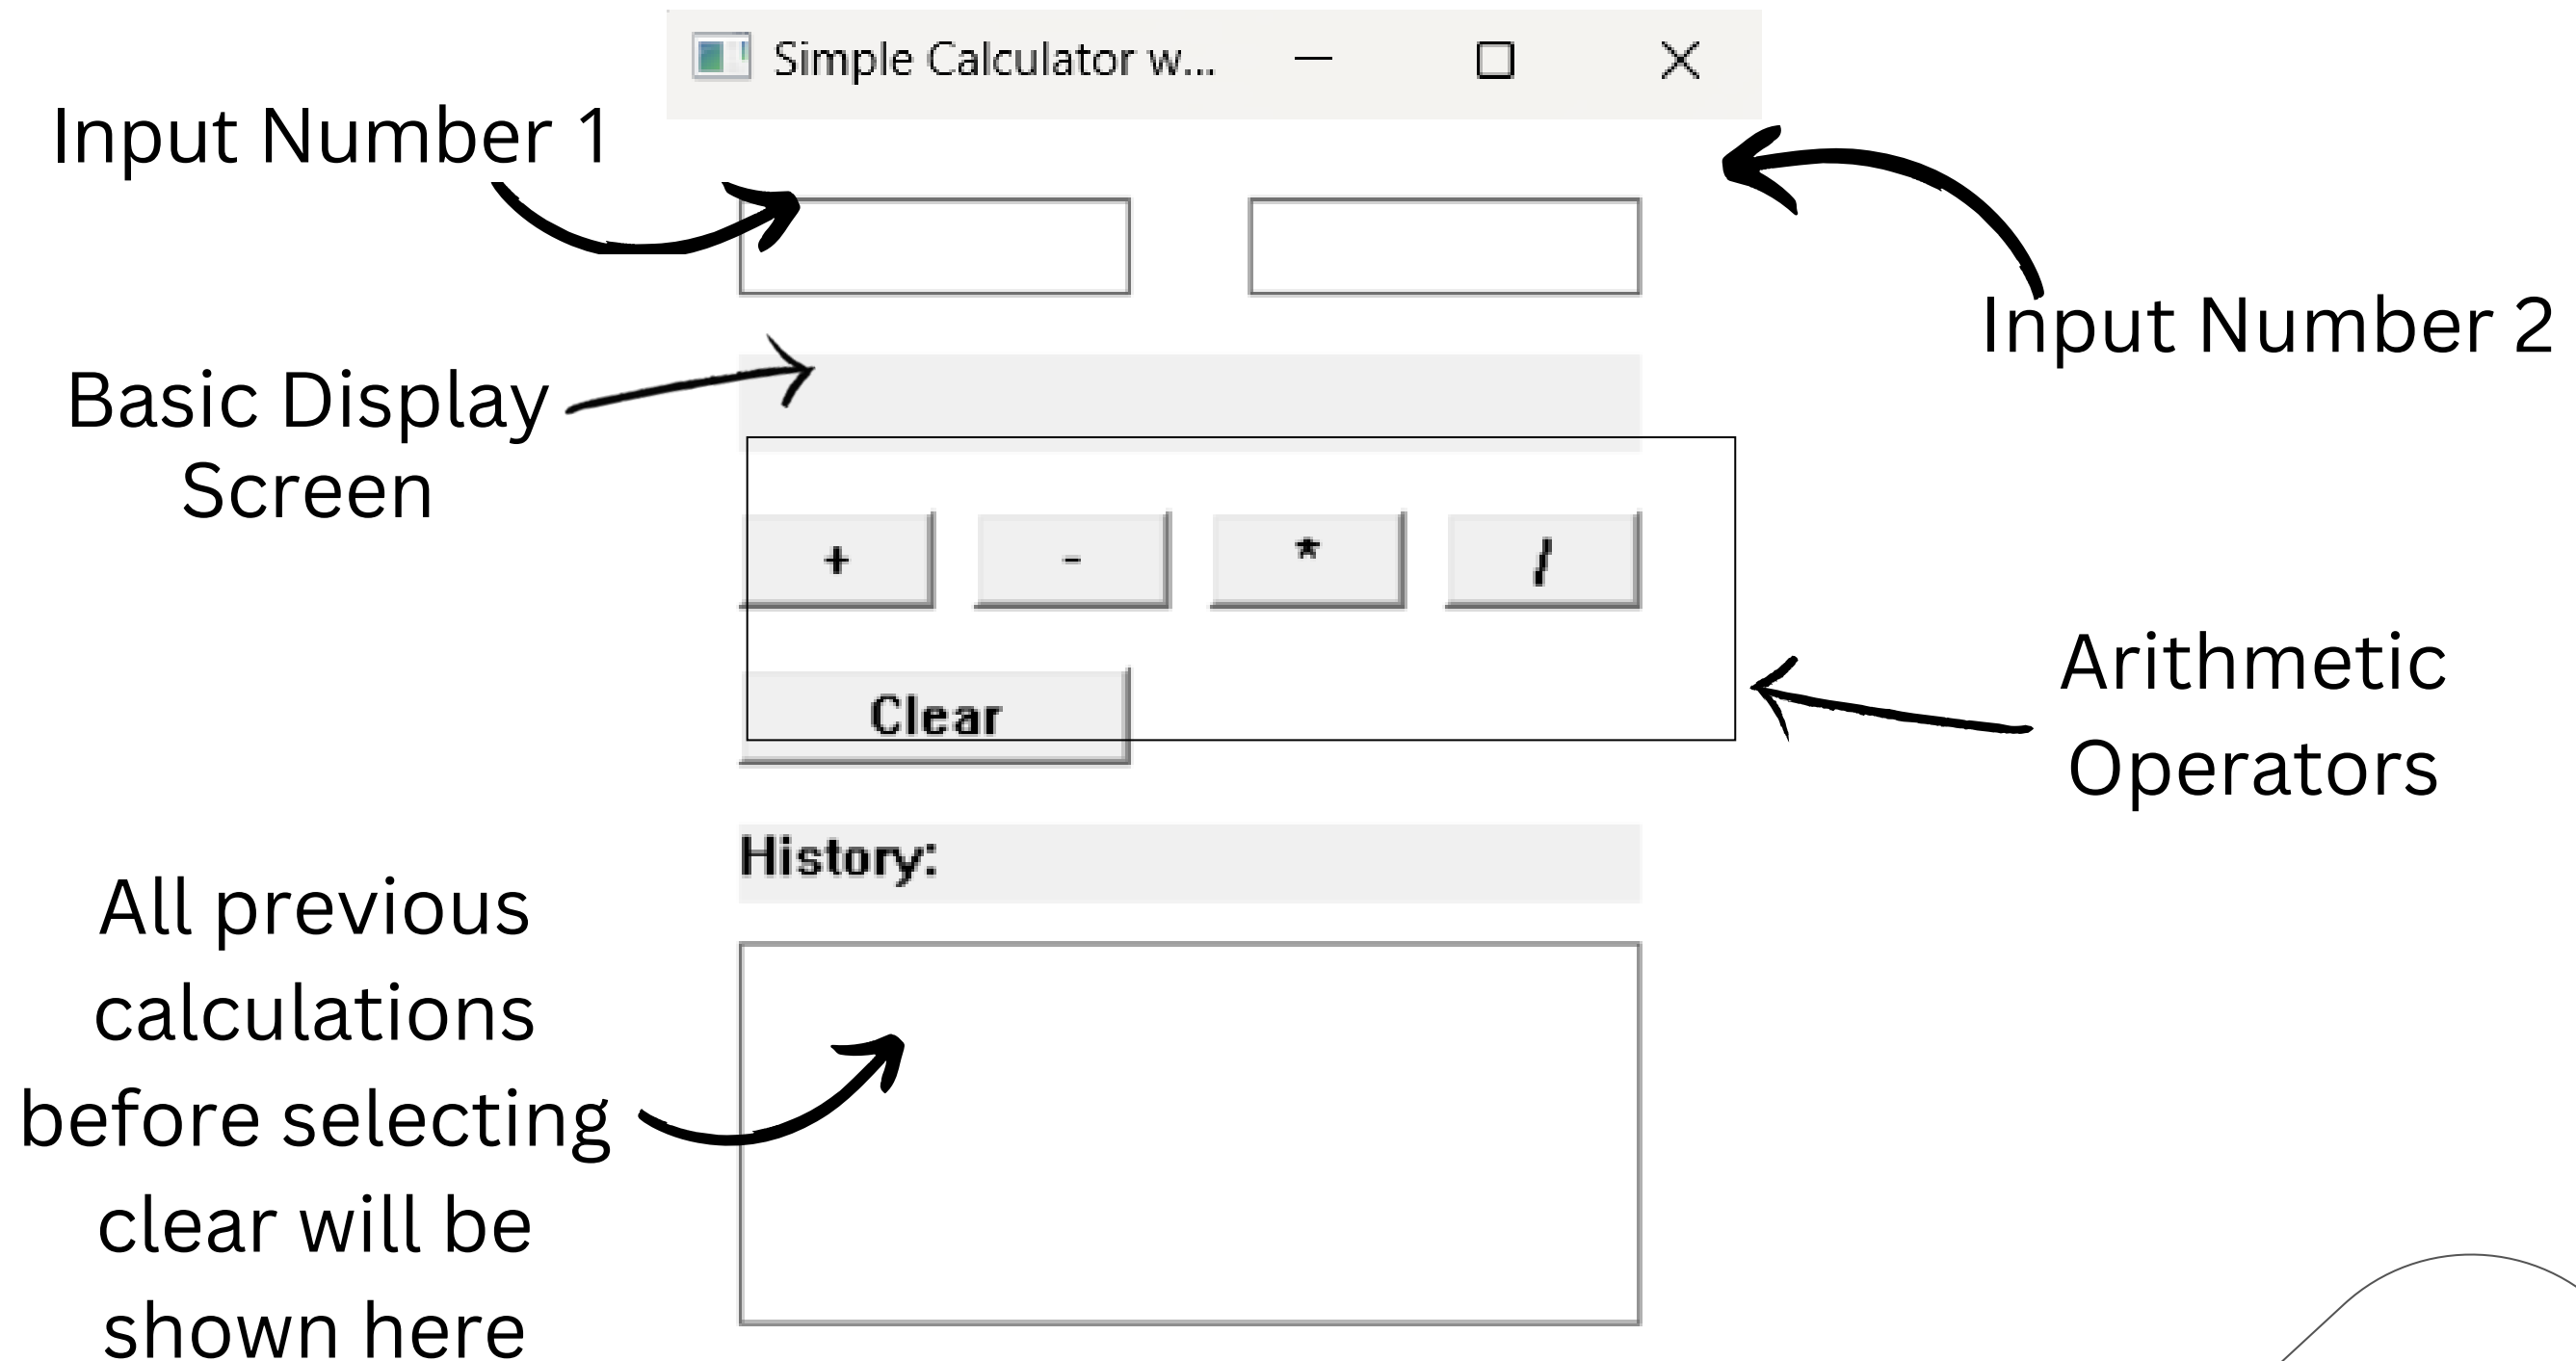 Simple Calculator w...
Input Number 1
Input Number 2
Basic Display
Screen
+ - * /
Clear
Arithmetic
Operators
History:
All previous
calculations
before selecting
clear will be
shown here